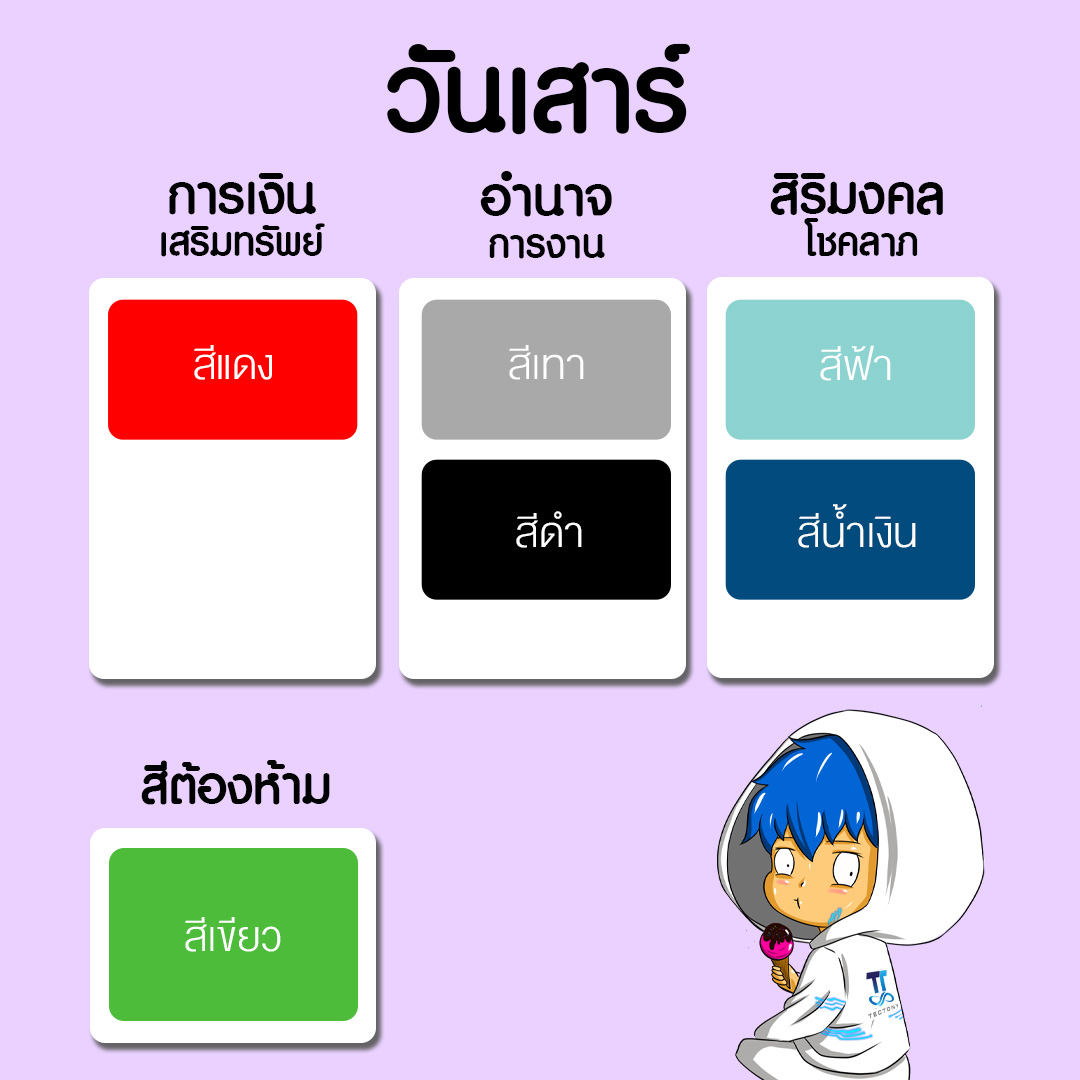 วันเสาร์
การเงิน
เสริมทรัพย์
สีแดง
อำนาจ
การงาน
สีเทา
สีดำ
สิริมงคล
โชคลาภ
สีฟ้า
สีน้ำเงิน
สีต้องห้าม
สีเขียว
TT
TECTONY